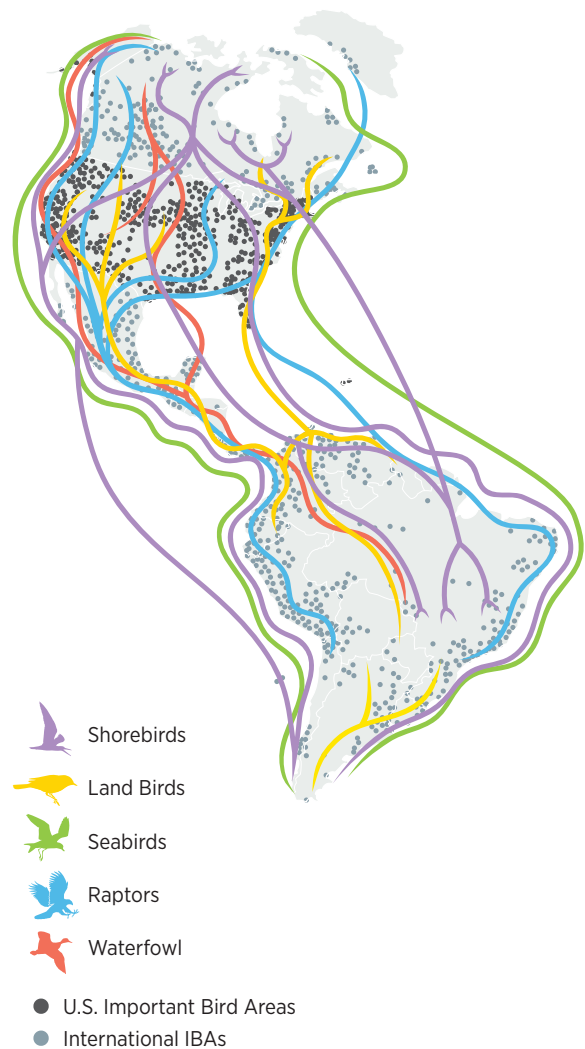 Shorebirds
Land Birds
Seabirds
Raptors
Waterfowl
U.S. Important Bird Areas
International IBAs